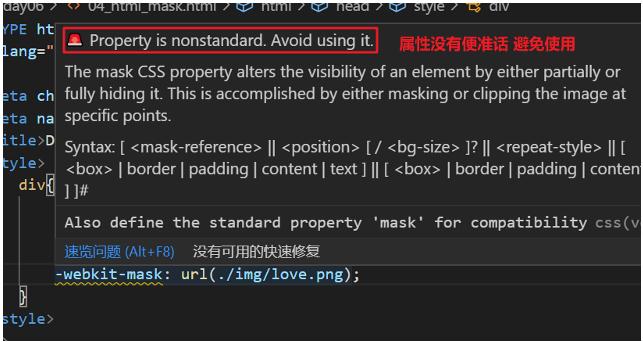 day06 > <> 04_html_mask.html > html > head > style > div
YPE ht
lang="
🚨 Property is nonstandard. Avoid using it.
属性没有便准话 避免使用
The mask CSS property alters the visibility of an element by either partially or
fully hiding it. This is accomplished by either masking or clipping the image at
specific points.
eta ch
eta na
itle>D
tyle>
div{
Syntax: [ <mask-reference> || <position> [ / <bg-size> ]? || <repeat-style> || [
<box> | border | padding | content | text ] || [ <box> | border | padding | content
] ]#
Also define the standard property 'mask' for compatibility css(v
速览问题 (Alt+F8) 没有可用的快速修复
-webkit-mask: url(./img/love.png);
}
style>